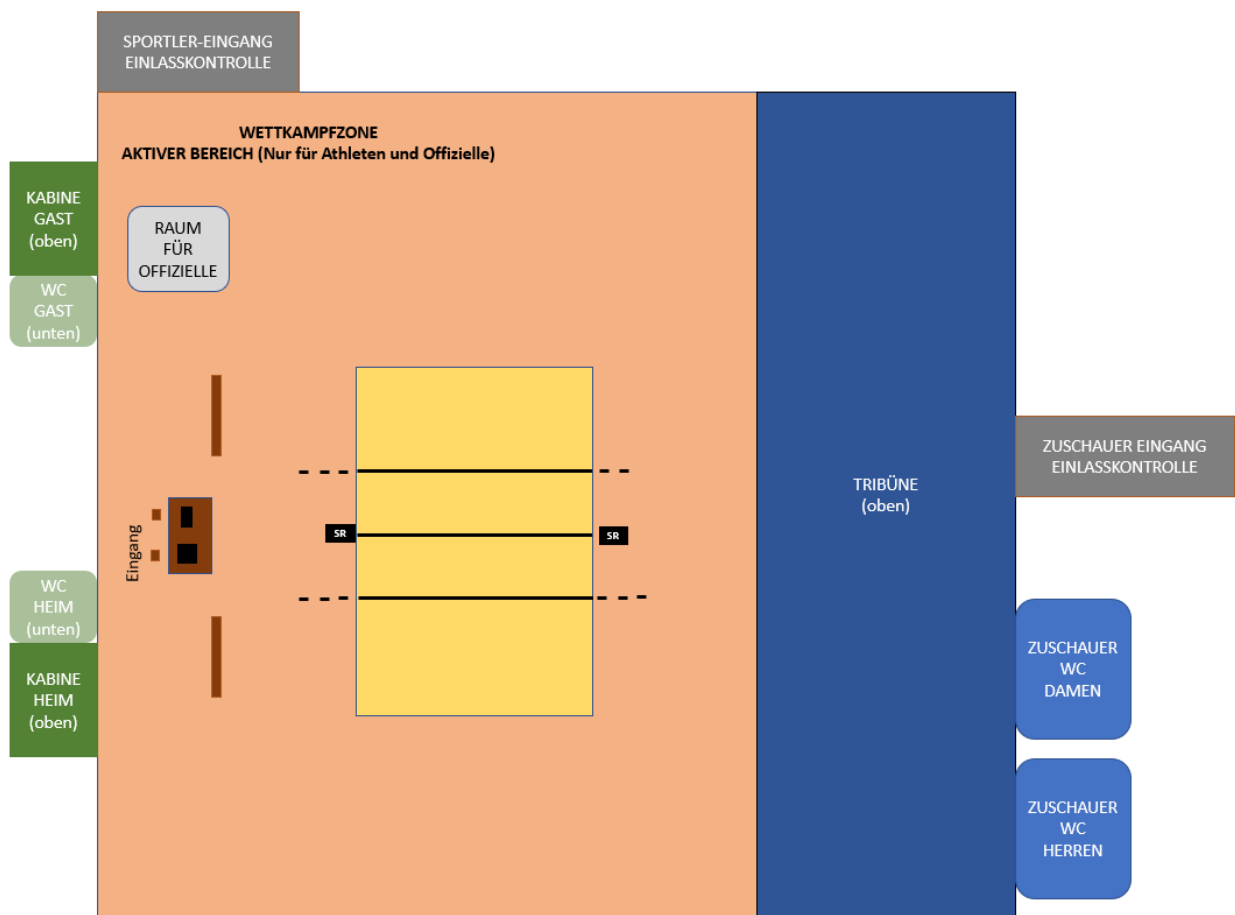 SPORTLER-EINGANG
EINLASSKONTROLLE
WETTKAMPFZONE
AKTIVER BEREICH (Nur für Athleten und Offizielle)
KABINE
GAST
(oben)
RAUM
FÜR
OFFIZIELLE
WC
GAST
(unten)
ZUSCHAUER EINGANG
EINLASSKONTROLLE
TRIBÜNE
(oben)
Eingang
SR
SR
WC
HEIM
(unten)
KABINE
HEIM
(oben)
ZUSCHAUER
WC
DAMEN
ZUSCHAUER
WC
HERREN